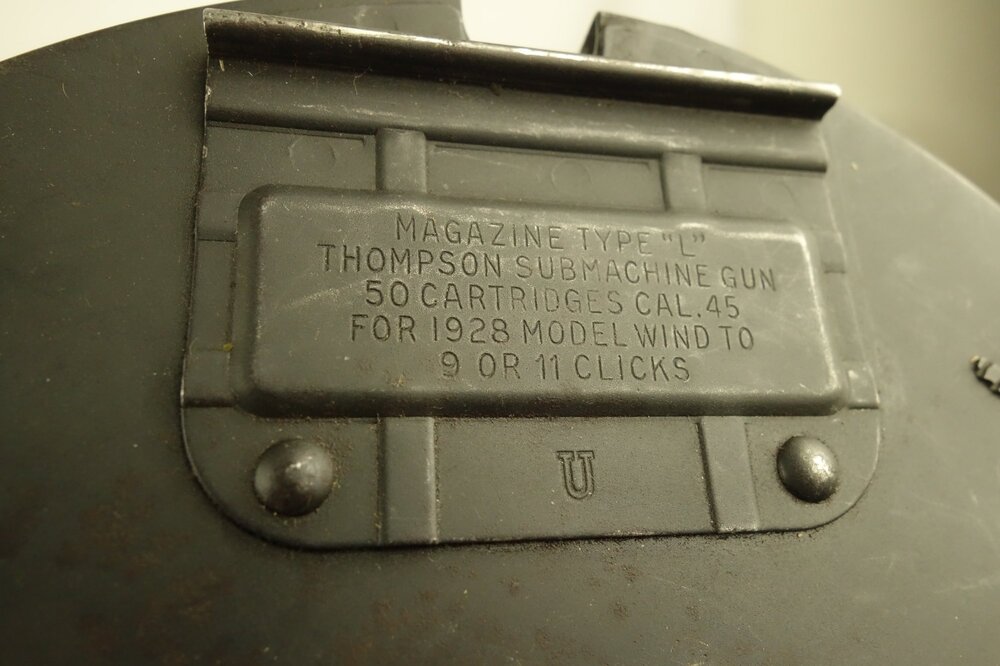 MAGAZINE TYPE "L"
THOMPSON SUBMACHINE GUN
50 CARTRIDGES CAL.45
FOR 1928 MODEL WIND TO
9 OR 11 CLICKS
U